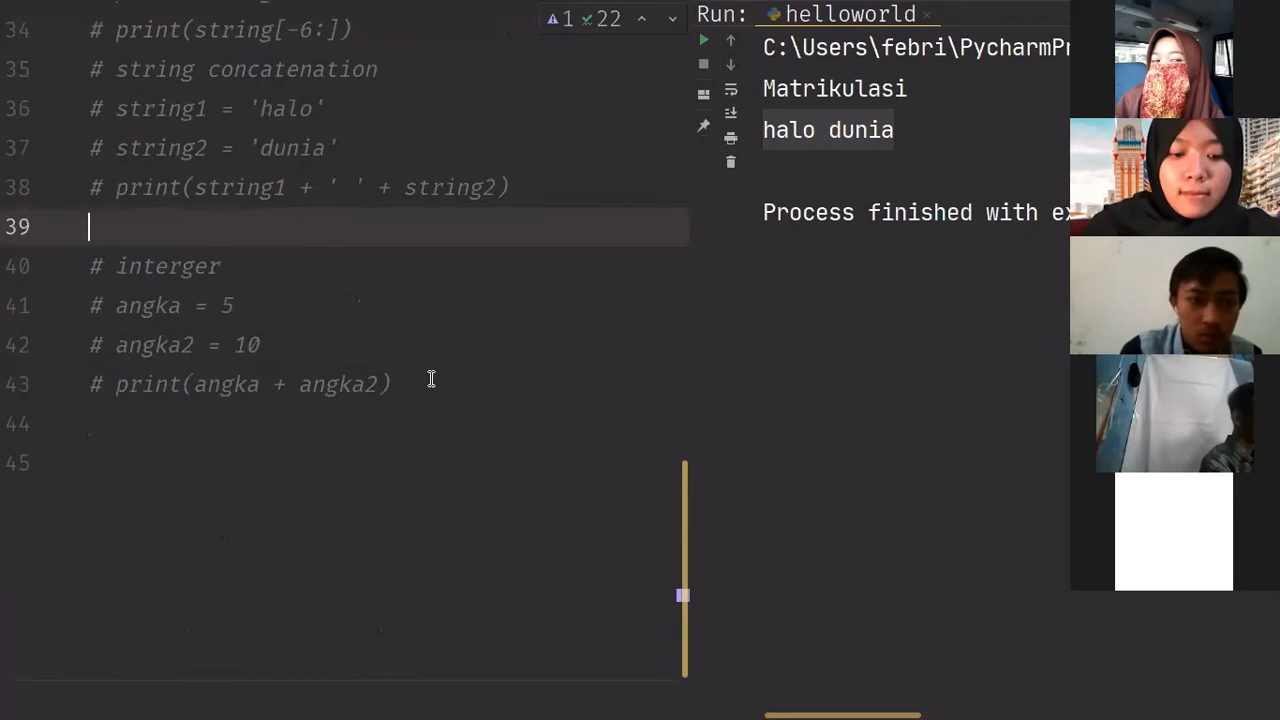 34 # print(string[-6:])
35 # string concatenation
36 # string1 = 'halo'
37 # string2 = 'dunia'
38 # print(string1 + ' ' + string2)
39
40 # interger
41 # angka = 5
42 # angka2 = 10
43 # print(angka + angka2)
44
45
1 22
Run: helloworld
C:\Users\febri\PycharmPr
Matrikulasi
halo dunia
Process finished with ex